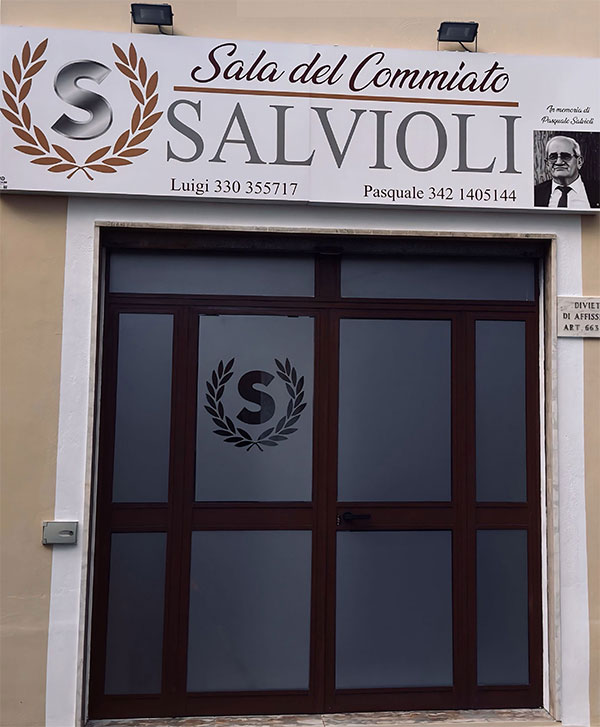 S
Sala del Commiato
SALVIOLI
Luigi 330 355717
Pasquale 342 1405144
In memoria di
Pasquale Salvioli
DIVIET
DI AFFISS
ART. 663
S